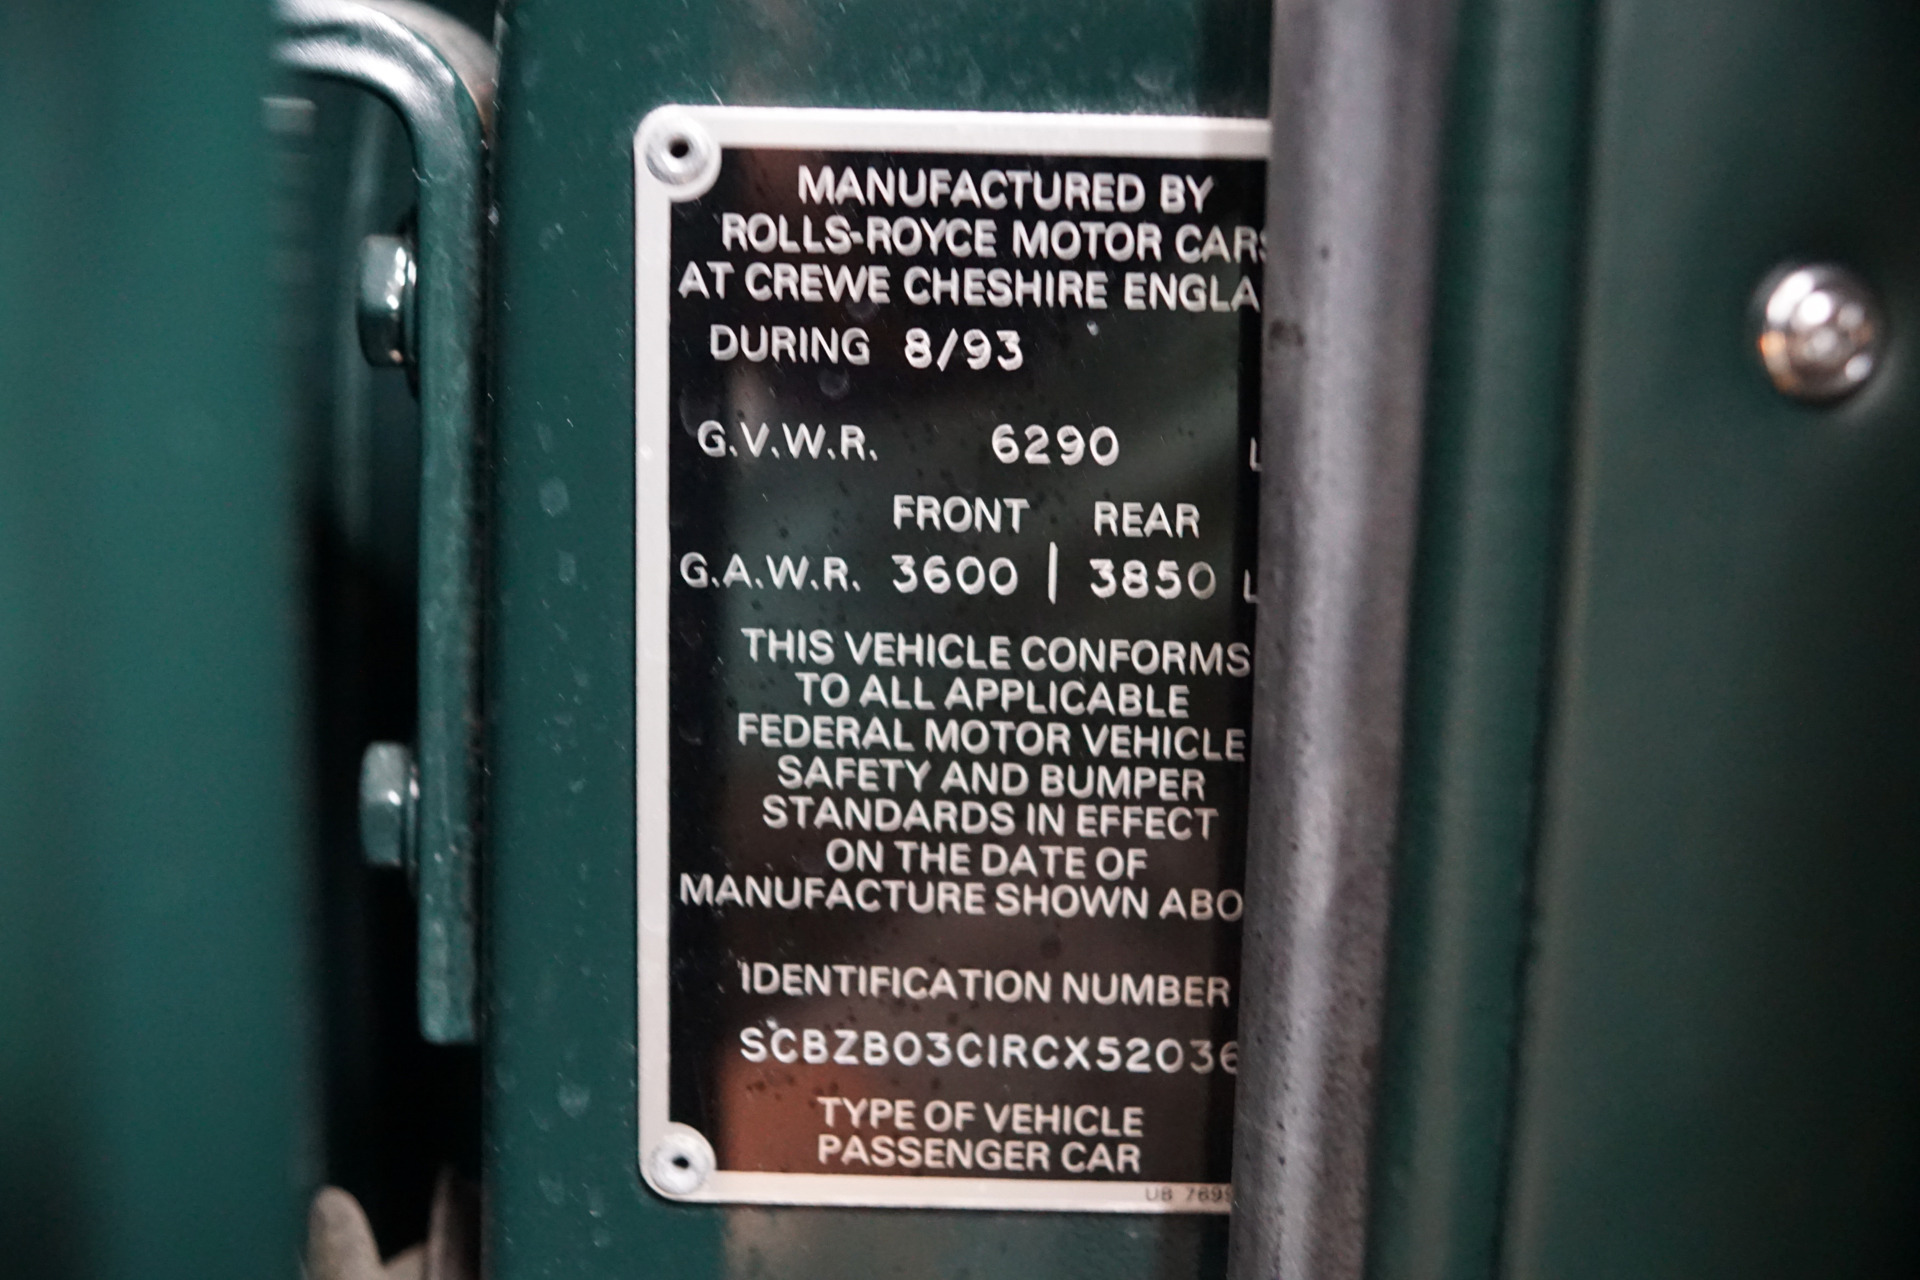 MANUFACTURED BY
ROLLS-ROYCE MOTOR CARS
AT CREWE CHESHIRE ENGLA
DURING 8/93
G.V.W.R. 6290 L
FRONT REAR
G.A.W.R. 3600 | 3850 L
THIS VEHICLE CONFORMS
TO ALL APPLICABLE
FEDERAL MOTOR VEHICLE
SAFETY AND BUMPER
STANDARDS IN EFFECT
ON THE DATE OF
MANUFACTURE SHOWN ABO
IDENTIFICATION NUMBER
SCBZB03C1RCX52036
TYPE OF VEHICLE
PASSENGER CAR
UB 7699